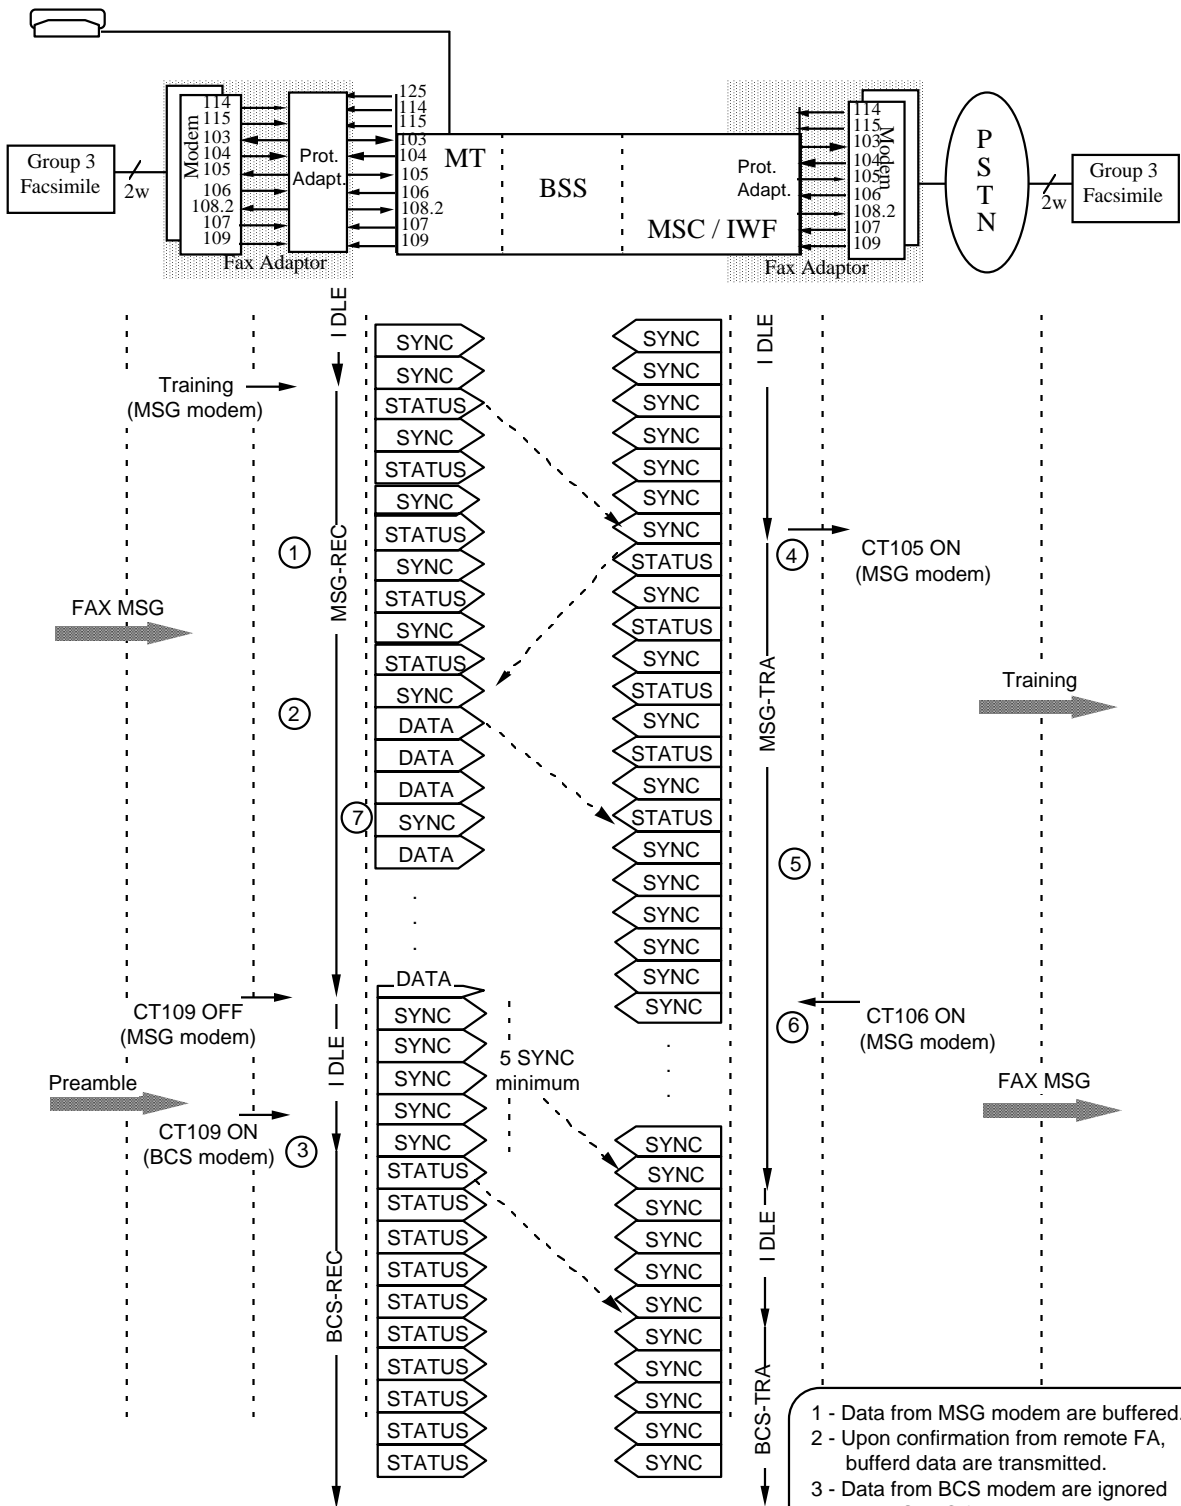 125
114
114
114
115
115
115
103
103
103
104
104
104
105
105
105
106
106
106
108.2
108.2
108.2
107
107
107
109
109
109
Modem
Prot.
Adapt.
MT
BSS
Prot.
Adapt.
MSC / IWF
Modem
P
S
T
N
Group 3
Facsimile
2w
2w
Group 3
Facsimile
Fax Adaptor
Fax Adaptor
I DLE
I DLE
SYNC
SYNC
SYNC
SYNC
Training
(MSG modem)
STATUS
SYNC
SYNC
SYNC
STATUS
SYNC
SYNC
SYNC
STATUS
SYNC
1
MSG-REC
4
CT105 ON
(MSG modem)
SYNC
STATUS
STATUS
SYNC
FAX MSG
SYNC
STATUS
STATUS
SYNC
MSG-TRA
Training
SYNC
STATUS
2
DATA
SYNC
DATA
STATUS
DATA
SYNC
7
SYNC
STATUS
DATA
SYNC
5
SYNC
.
.
.
SYNC
SYNC
SYNC
DATA
SYNC
CT109 OFF
(MSG modem)
SYNC
6
CT106 ON
(MSG modem)
I DLE
SYNC
5 SYNC
minimum
.
.
.
Preamble
SYNC
FAX MSG
SYNC
CT109 ON
(BCS modem)
3
SYNC
SYNC
STATUS
SYNC
STATUS
SYNC
I DLE
STATUS
SYNC
BCS-REC
STATUS
SYNC
STATUS
SYNC
STATUS
SYNC
STATUS
SYNC
BCS-TRA
STATUS
SYNC
STATUS
SYNC
STATUS
SYNC
1 - Data from MSG modem are buffered.
2 - Upon confirmation from remote FA,
bufferd data are transmitted.
3 - Data from BCS modem are ignored